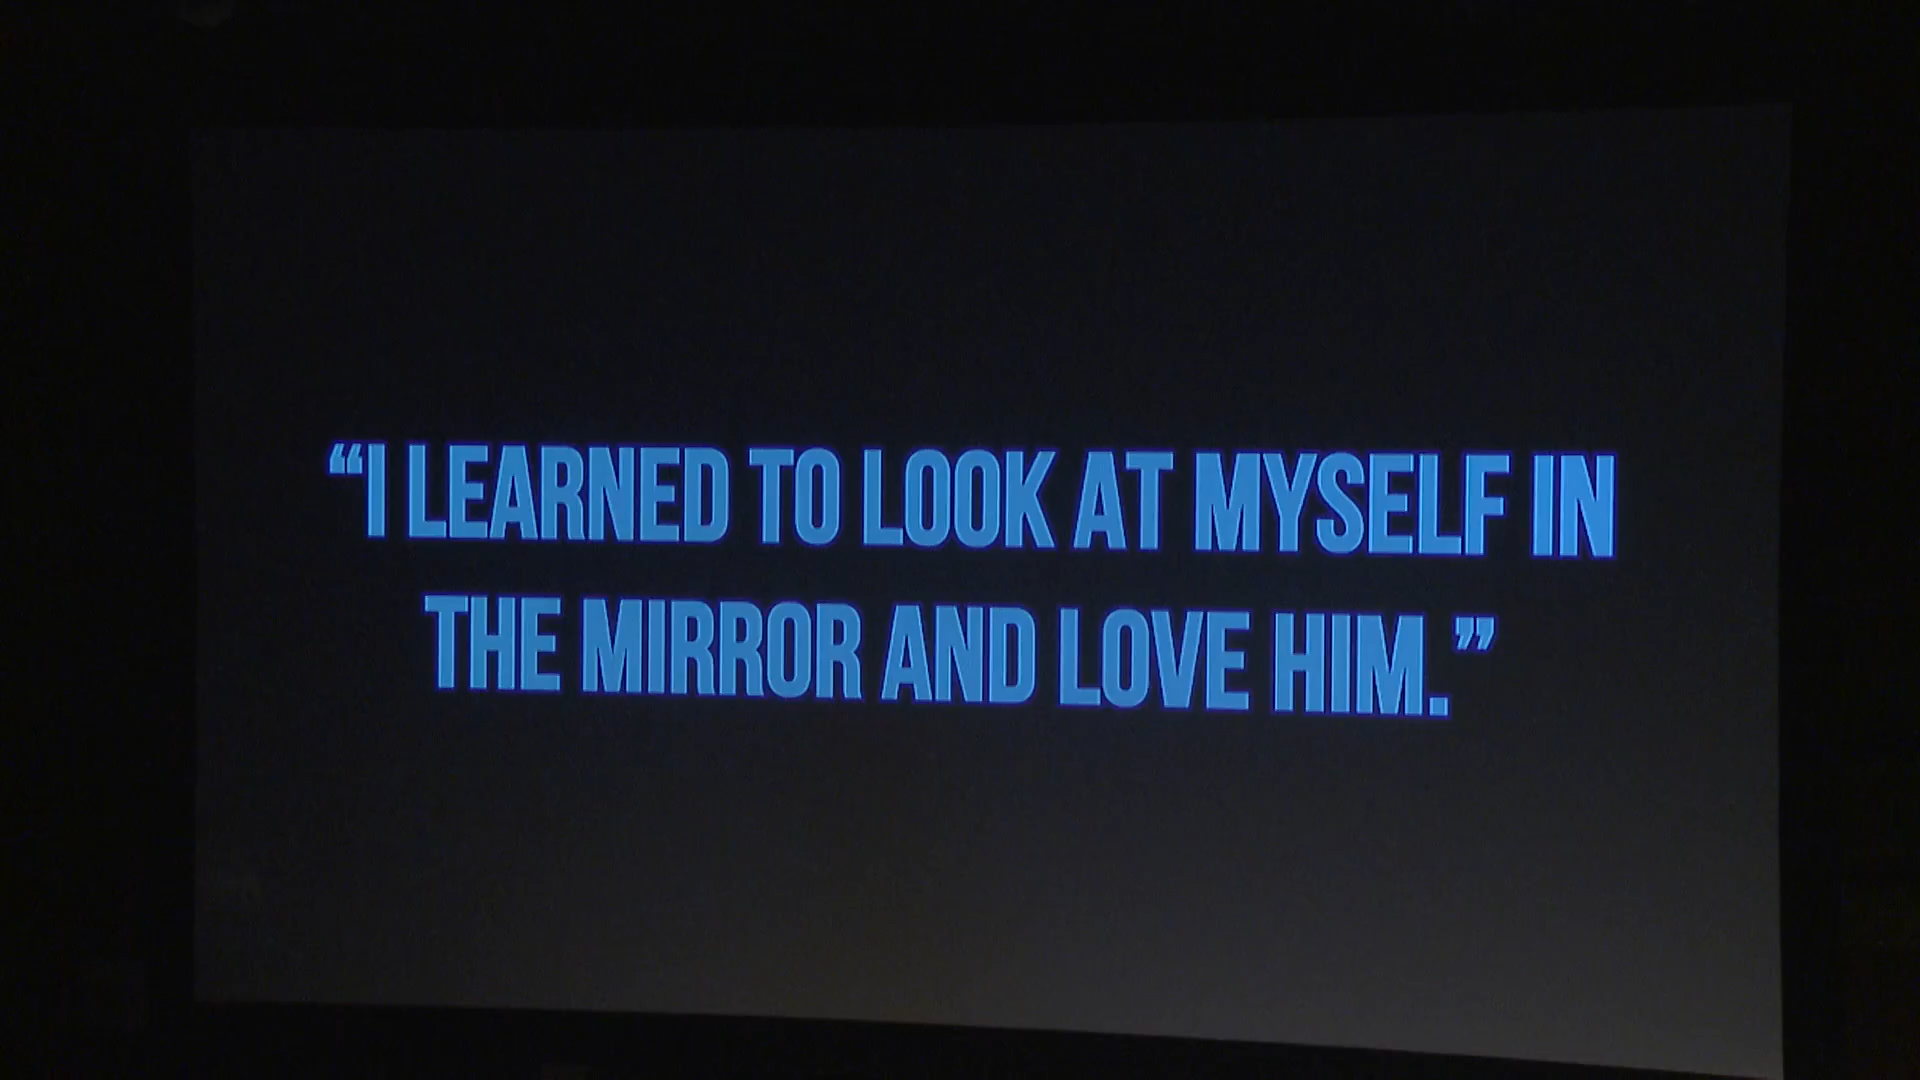 “I LEARNED TO LOOK AT MYSELF IN
THE MIRROR AND LOVE HIM.”